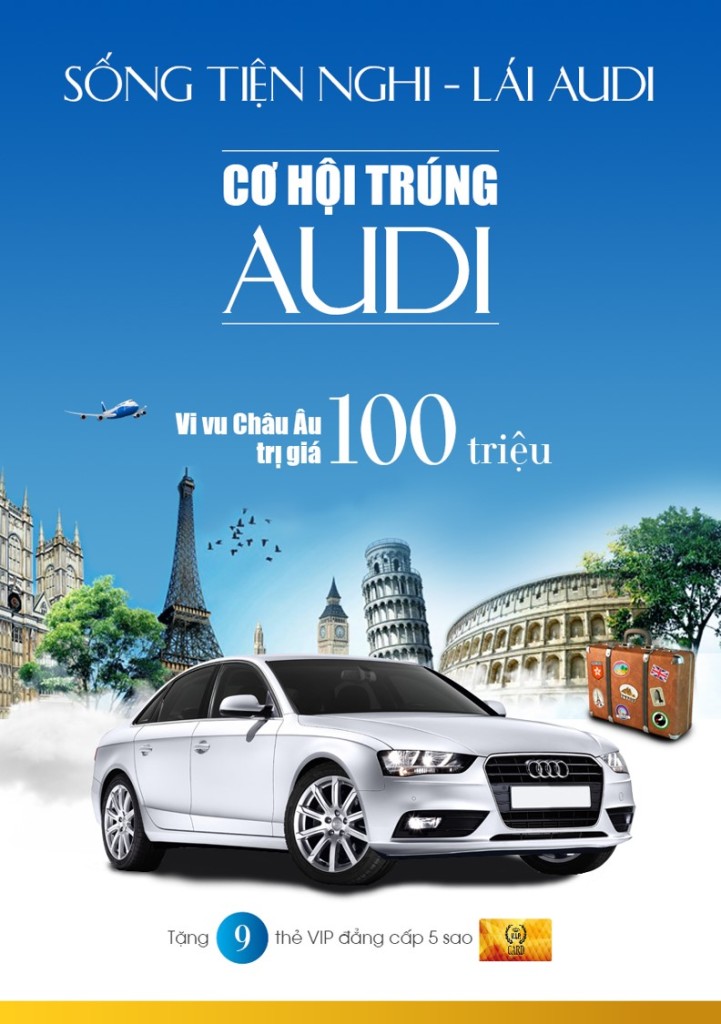 SỐNG TIỆN NGHI - LÁI AUDI
CƠ HỘI TRÚNG
AUDI
Vi vu Châu Âu
trị giá 100 triệu
Tặng 9 thẻ VIP đẳng cấp 5 sao
V.I.P
CARD